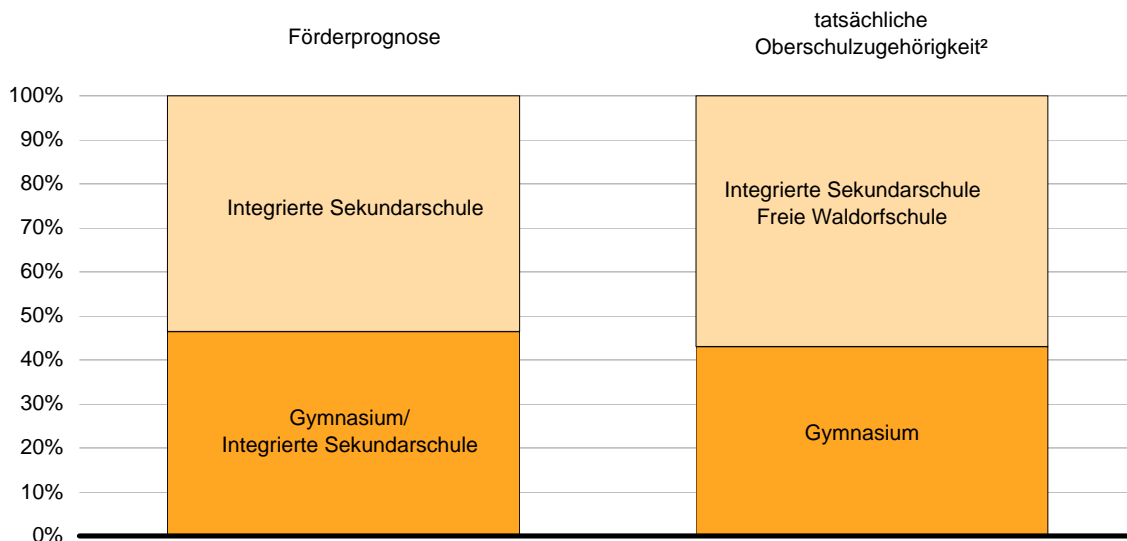 Förderprognose
tatsächliche
Oberschulzugehörigkeit²
100%
90%
80%
70%
60%
50%
40%
30%
20%
10%
0%
Integrierte Sekundarschule
Gymnasium/
Integrierte Sekundarschule
Integrierte Sekundarschule
Freie Waldorfschule
Gymnasium